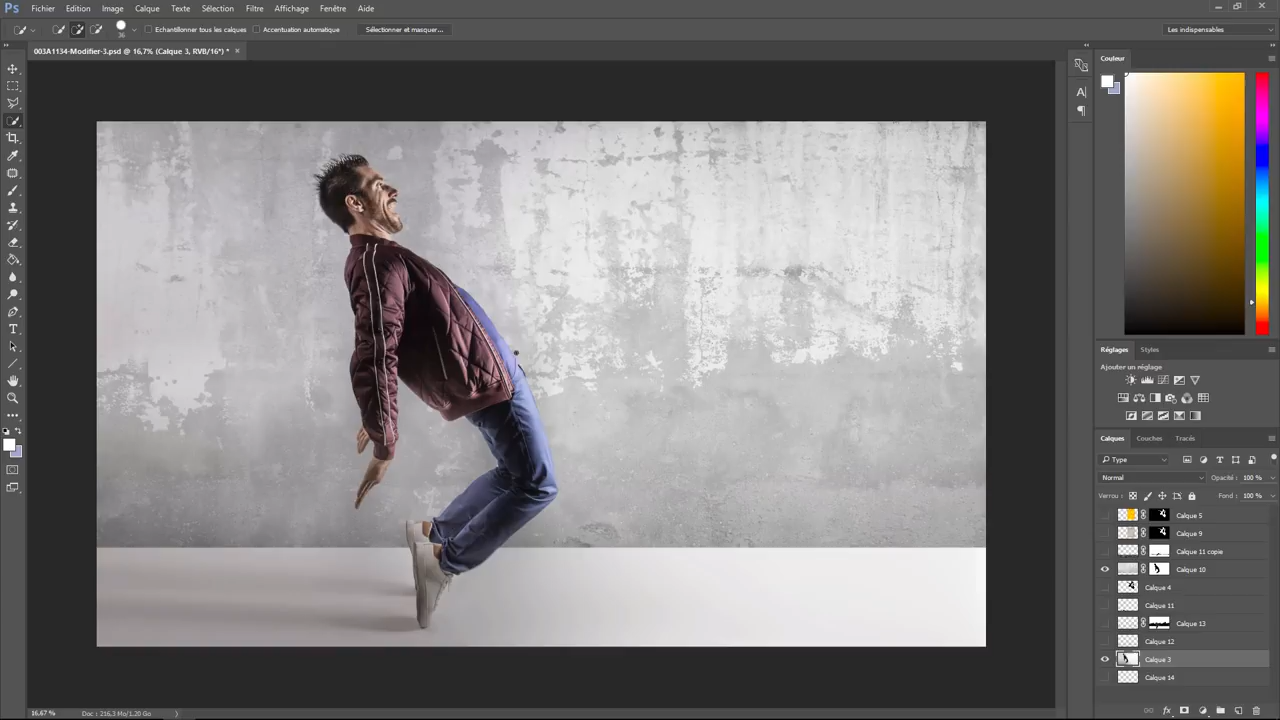 Ps Fichier Edition Image Calque Texte Sélection Filtre Affichage Fenêtre Aide
36 Echantillonner tous les calques Accentuation automatique Sélectionner et masquer... Les indispensables
003A1134-Modifier-3.psd @ 16,7% (Calque 3, RVB/16*) * ×
Couleur
Réglages Styles
Ajouter un réglage
Calques Couches Tracés
Type
Normal Opacité : 100 %
Verrou : Fond : 100 %
Calque 5
Calque 9
Calque 11 copie
Calque 10
Calque 4
Calque 11
Calque 13
Calque 12
Calque 3
Calque 14
16,67 % Doc : 216,3 Mo/1,20 Go